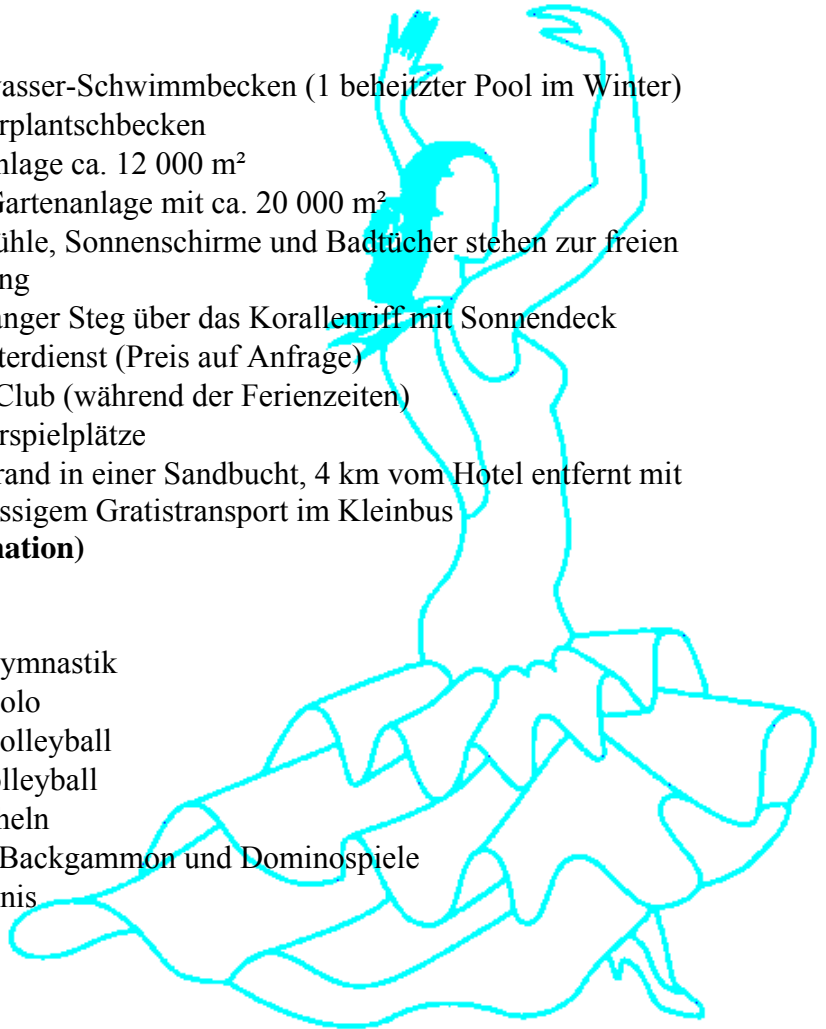 asser-Schwimmbecken (1 beheitzter Pool im Winter)
rplantschbecken
nlage ca. 12 000 m²
Gartenanlage mit ca. 20 000 m²
ühle, Sonnenschirme und Badtücher stehen zur freien
ng
anger Steg über das Korallenriff mit Sonnendeck
terdienst (Preis auf Anfrage)
Club (während der Ferienzeiten)
rspielplätze
rand in einer Sandbucht, 4 km vom Hotel entfernt mit
ssigem Gratistransport im Kleinbus
nation)
ymnastik
olo
olleyball
olleyball
neln
Backgammon und Dominospiele
nis